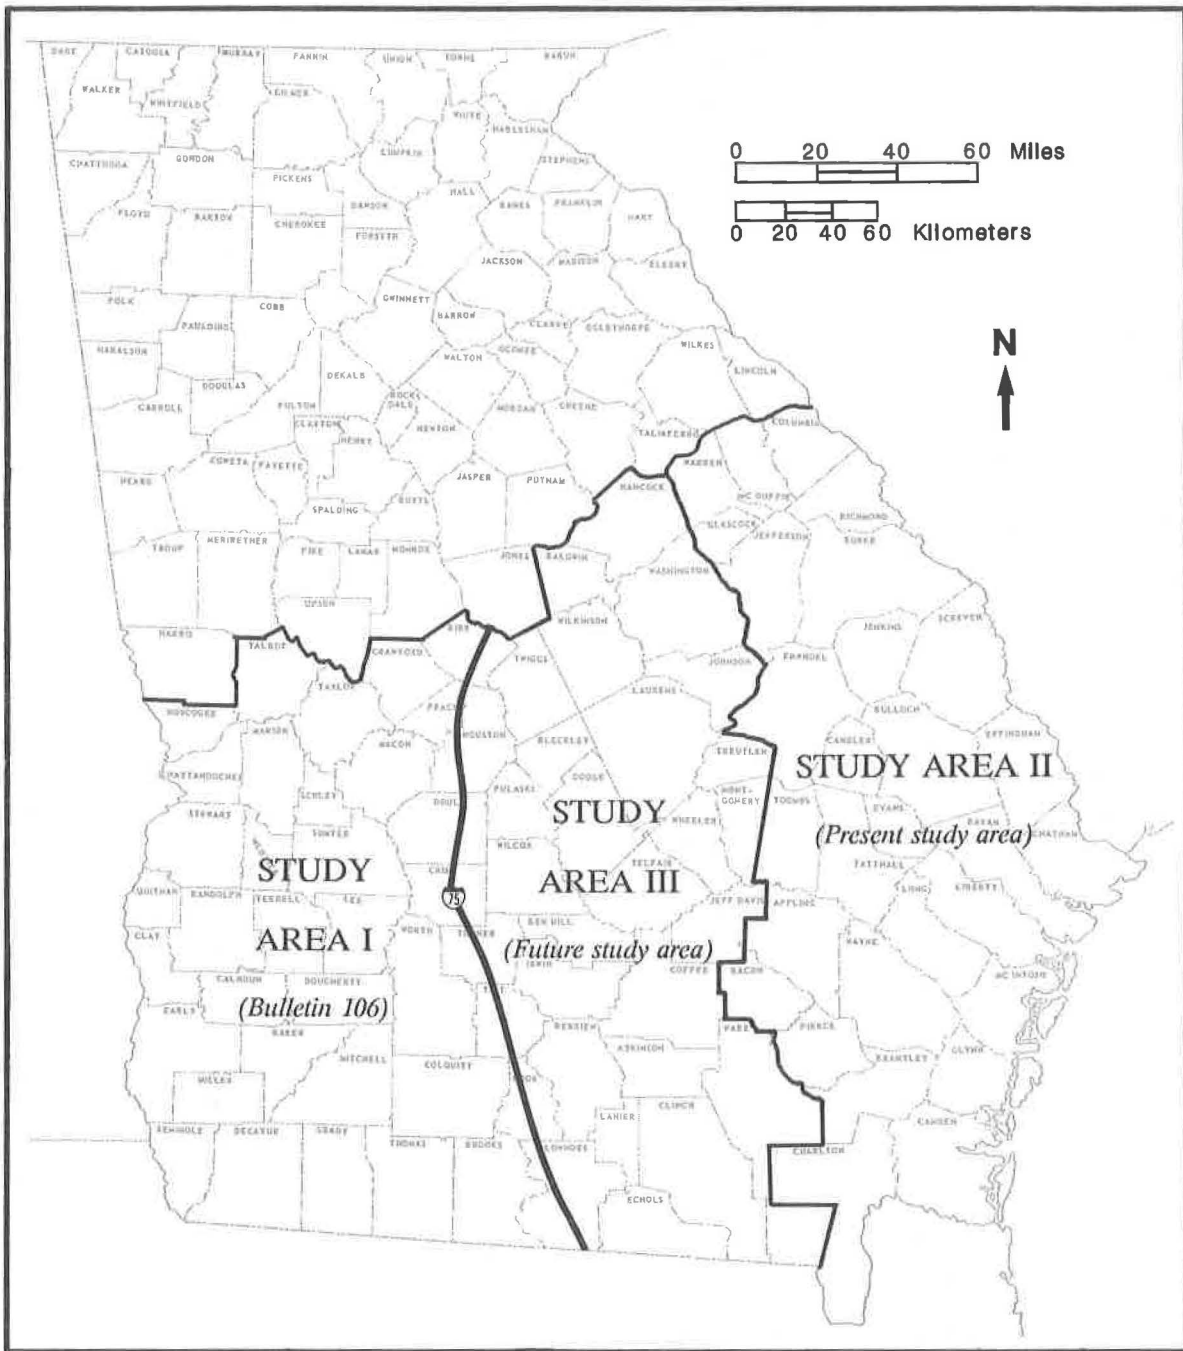 DADE CATOOSA MURRAY FANNIN UNION TOWNE RABUN
WALKER WHITFIELD GILMER WHITE HABERSHAM
CHATTOOGA GORDON LUMPKIN STEPHENS
0 20 40 60 Miles
PICKENS HALL BANKS FRANKLIN HART
FLOYD BARTOW CHEROKEE DAWSON
FORSYTH
0 20 40 60 Kilometers
JACKSON MADISON ELBERT
POLK COBB GWINNETT BARROW
PAULDING CLARKE OGLETHORPE
HARALSON WALTON OCONEE WILKES
N
DOUGLAS DEKALB LINCOLN
CARROLL FULTON ROCK
DALE MORGAN GREENE
CLAYTON HENRY NEWTON TALIAFERRO COLUMBIA
COWETA FAYETTE WARREN
HEARD JASPER PUTNAM HANCOCK
SPALDING BUTTS MC DUFFIE
RICHMOND
TROUP MERIWETHER PIKE LAMAR MONROE JONES BALDWIN GLASCOCK JEFFERSON BURKE
WASHINGTON
UPSON
HARRIS TALBOT BIBB WILKINSON JENKINS SCREVEN
CRAWFORD TWIGGS JOHNSON EMANUEL
TAYLOR LAURENS
MUSCOGEE PEACH BULLOCH
MARION MACON HOUSTON BLECKLEY TREUTLEN CANDLER EFFINGHAM
STUDY AREA II
CHATTAHOOCHEE SCHLEY DOOLY PULASKI DODGE MONT-
GOMERY TOOMBS
STEWART EVANS
STUDY
WHEELER BRYAN CHATHAM
(Present study area)
SUMTER
WILCOX
STUDY
TELFAIR TATTNALL
AREA III
QUITMAN RANDOLPH TERRELL LEE
75
JEFF DAVIS APPLING LONG LIBERTY
CLAY WORTH TURNER BEN HILL
AREA I
(Future study area)
WAYNE
IRWIN COFFEE BACON MC INTOSH
CALHOUN DOUGHERTY
(Bulletin 106)
EARLY TIFT
BAKER BERRIEN PIERCE
MITCHELL ATKINSON GLYNN
COLQUITT BRANTLEY
MILLER COOK
LANIER CLINCH
SEMINOLE DECATUR GRADY THOMAS BROOKS LOWNDES CHARLTON CAMDEN
ECHOLS